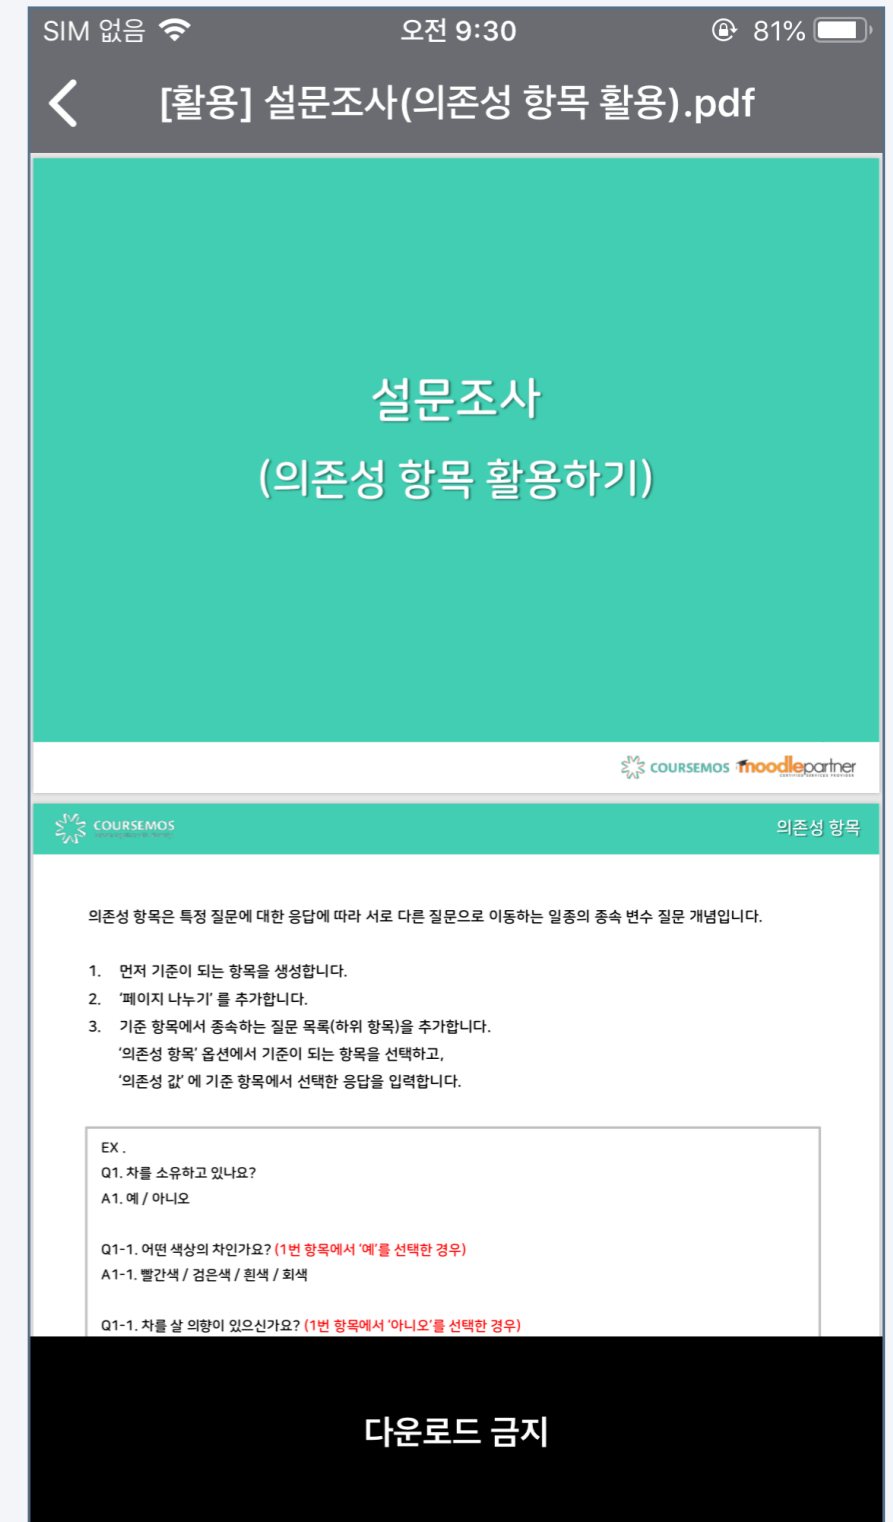 SIM 없음 오전 9:30 81%
[활용] 설문조사(의존성 항목 활용).pdf
설문조사
(의존성 항목 활용하기)
COURSEMOS moodlepartner
CERTIFIED SERVICES PROVIDER
COURSEMOS 의존성 항목
의존성 항목은 특정 질문에 대한 응답에 따라 서로 다른 질문으로 이동하는 일종의 종속 변수 질문 개념입니다.
1. 먼저 기준이 되는 항목을 생성합니다.
2. ‘페이지 나누기’ 를 추가합니다.
3. 기준 항목에서 종속하는 질문 목록(하위 항목)을 추가합니다.
‘의존성 항목’ 옵션에서 기준이 되는 항목을 선택하고,
‘의존성 값’ 에 기준 항목에서 선택한 응답을 입력합니다.
EX .
Q1. 차를 소유하고 있나요?
A1. 예 / 아니오
Q1-1. 어떤 색상의 차인가요? (1번 항목에서 ‘예’를 선택한 경우)
A1-1. 빨간색 / 검은색 / 흰색 / 회색
Q1-1. 차를 살 의향이 있으신가요? (1번 항목에서 ‘아니오’를 선택한 경우)
다운로드 금지